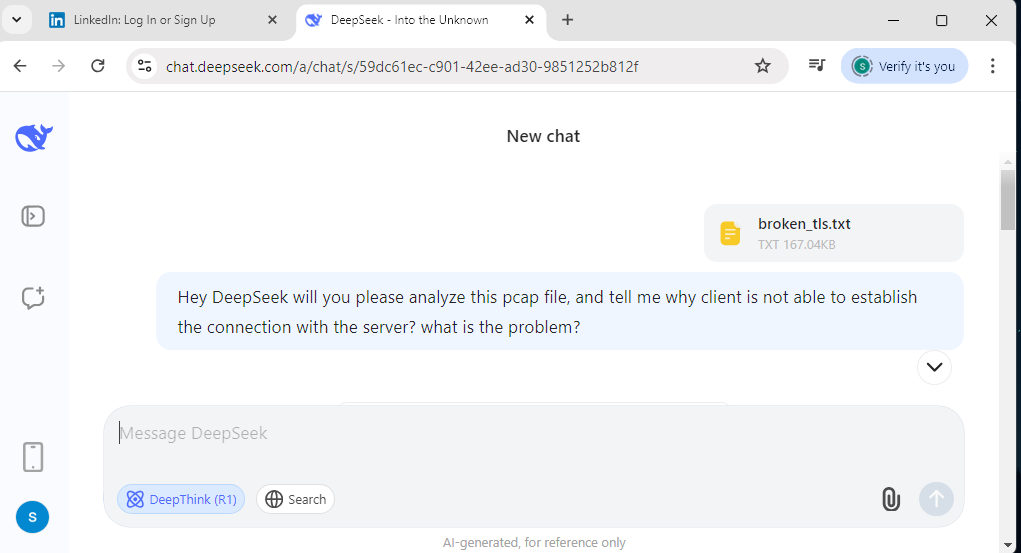 LinkedIn: Log In or Sign Up
DeepSeek - Into the Unknown
chat.deepseek.com/a/chat/s/59dc61ec-c901-42ee-ad30-9851252b812f
S
Verify it's you
New chat
broken_tls.txt
TXT 167.04KB
Hey DeepSeek will you please analyze this pcap file, and tell me why client is not able to establish
the connection with the server? what is the problem?
Message DeepSeek
DeepThink (R1)
Search
S
AI-generated, for reference only